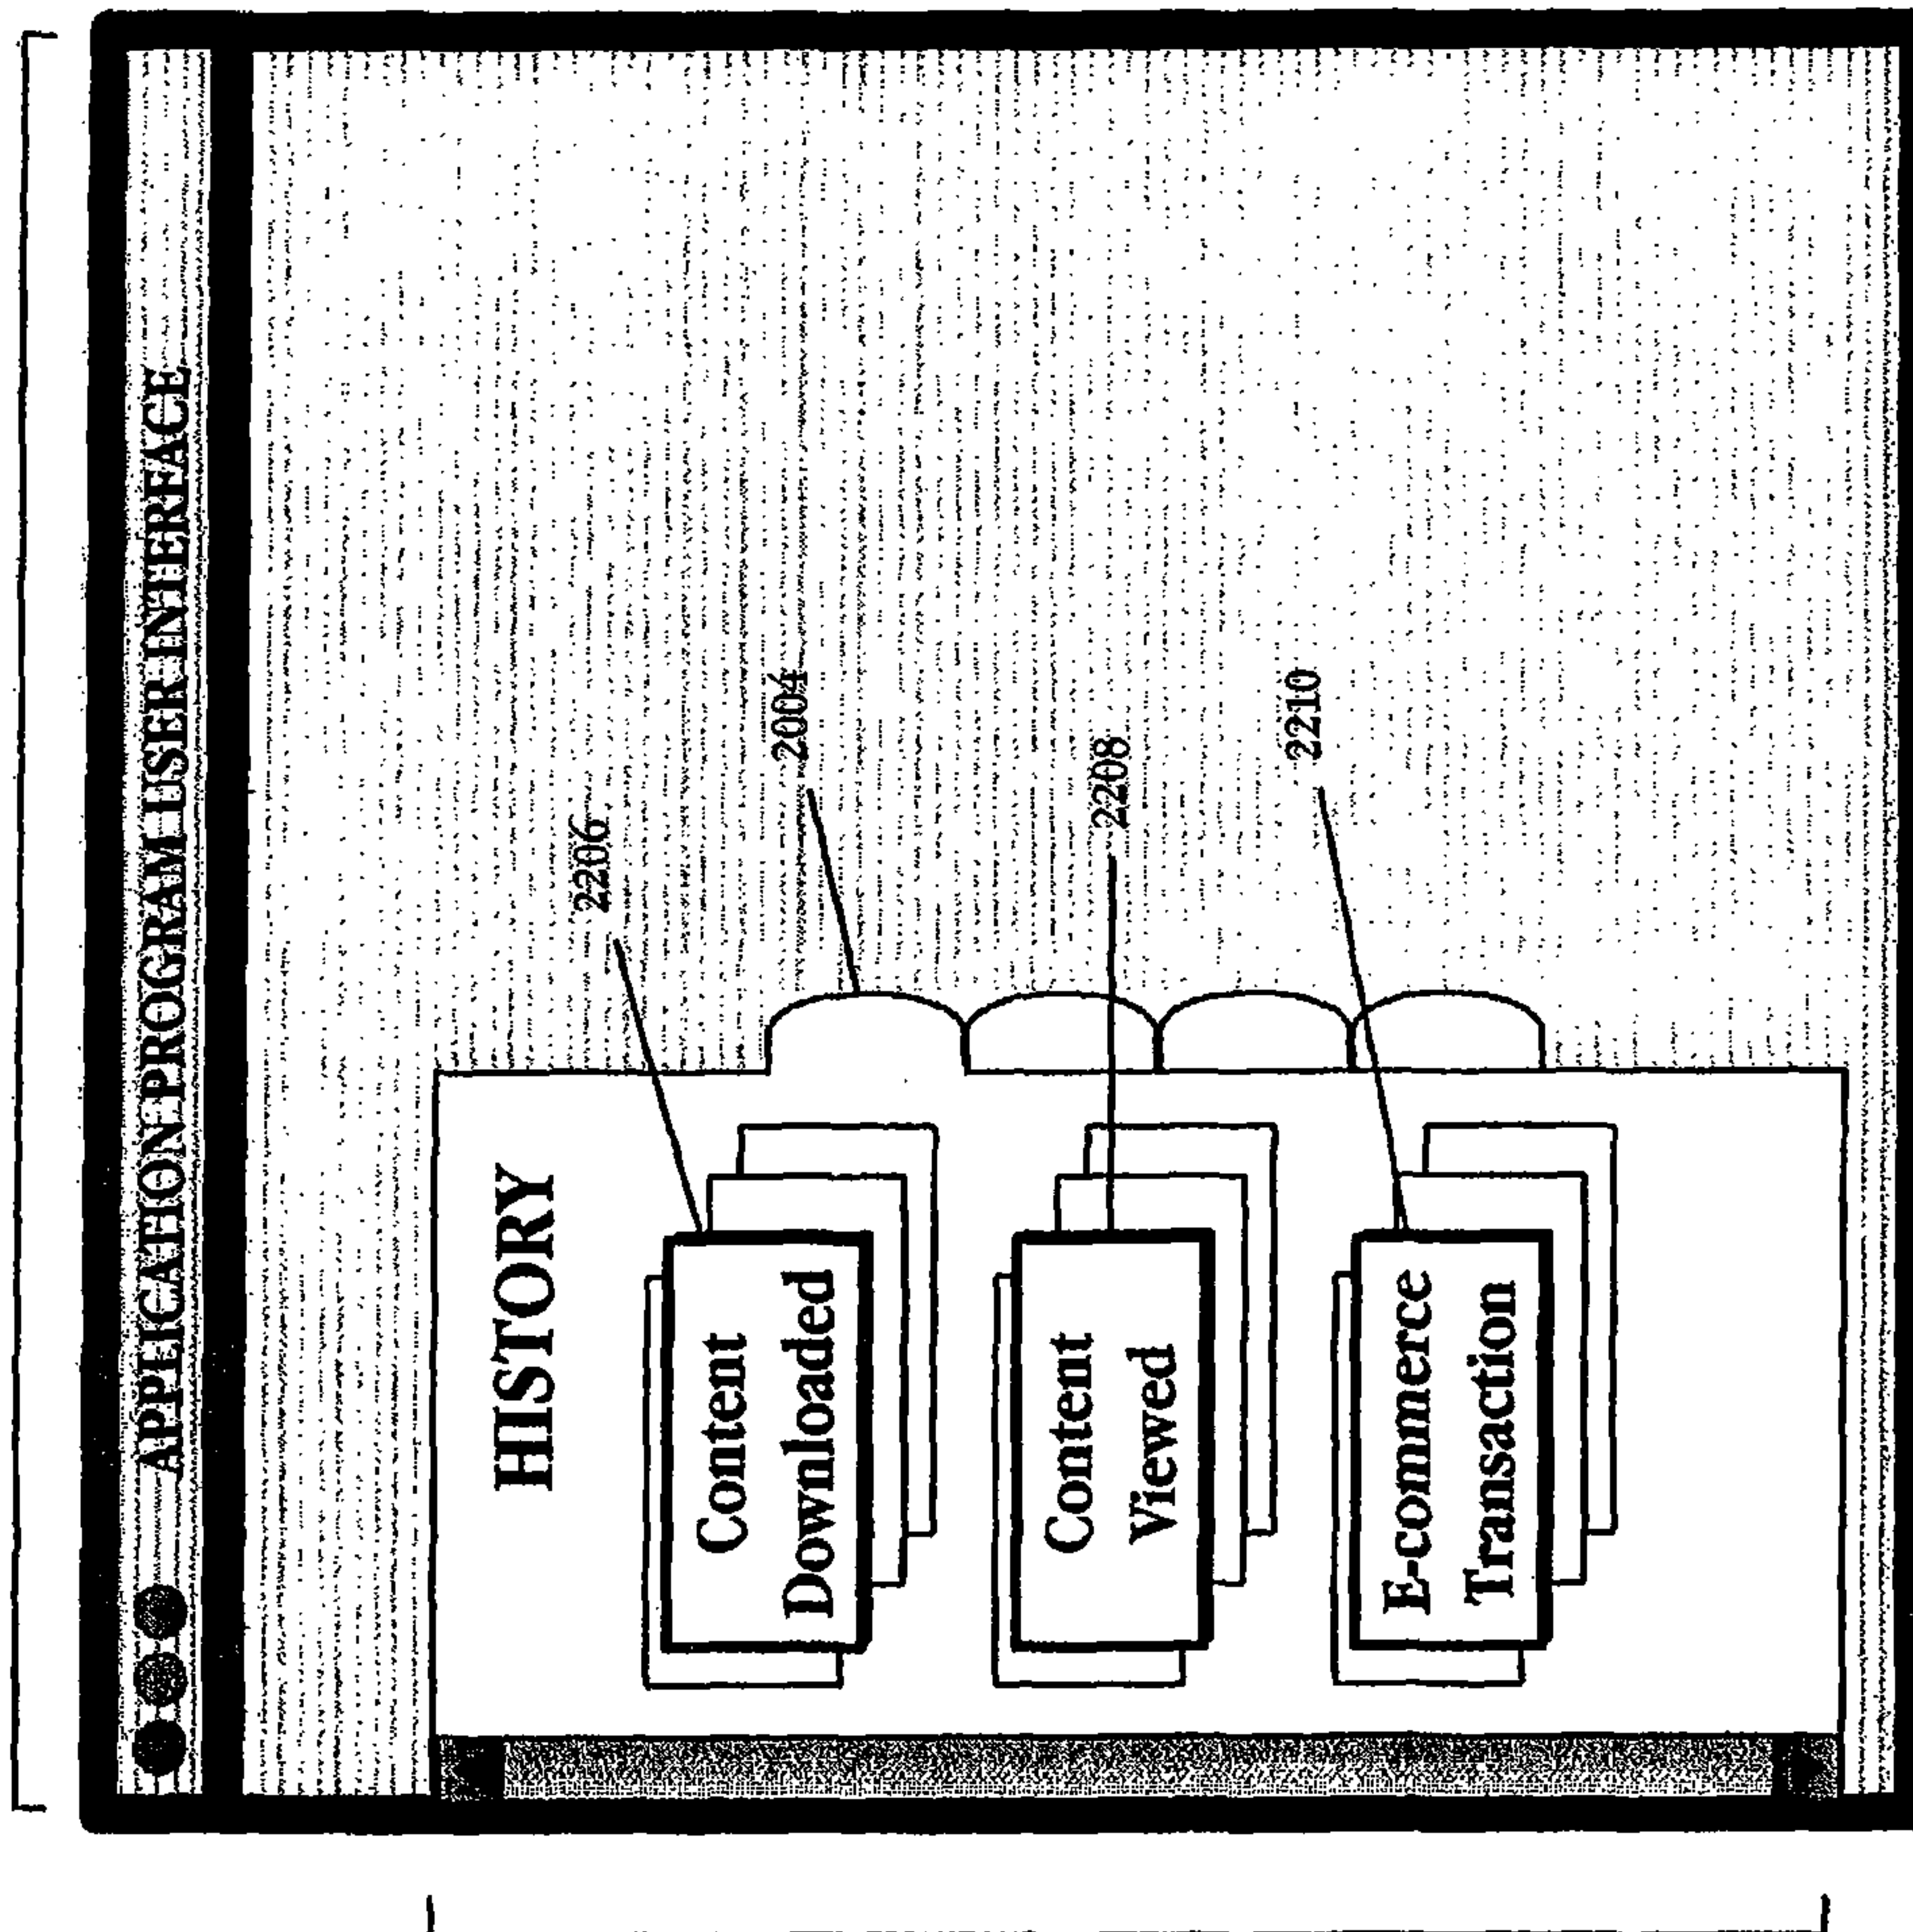 APPLICATION PROGRAM USER INTERFACE
HISTORY
2206
Content
Downloaded
2004
2208
Content
Viewed
2210
E-commerce
Transaction